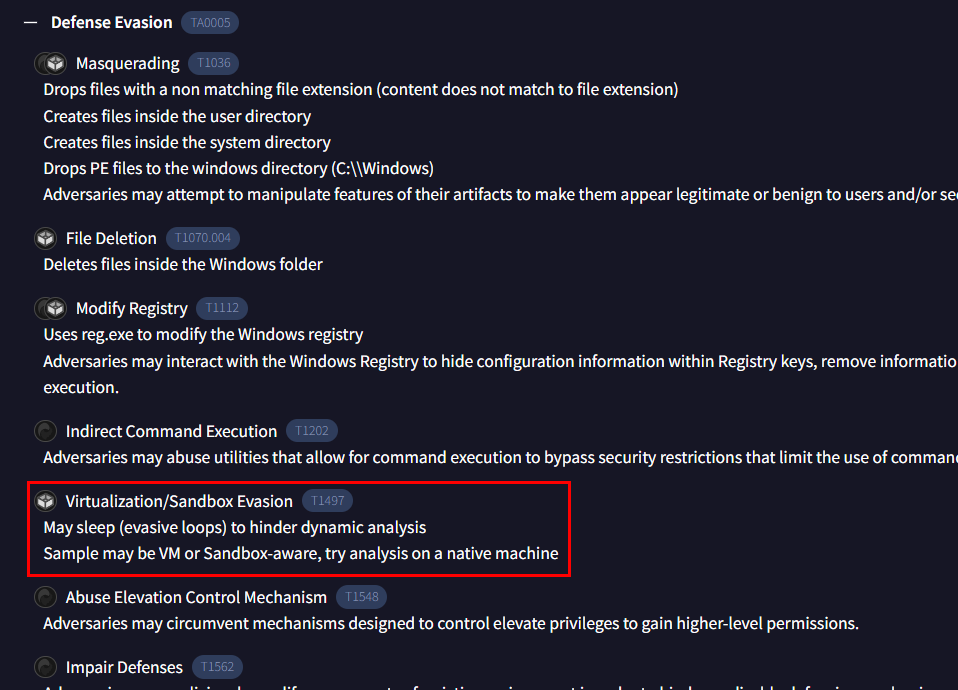 — Defense Evasion TA0005
Masquerading T1036
Drops files with a non matching file extension (content does not match to file extension)
Creates files inside the user directory
Creates files inside the system directory
Drops PE files to the windows directory (C:\\Windows)
Adversaries may attempt to manipulate features of their artifacts to make them appear legitimate or benign to users and/or
File Deletion T1070.004
Deletes files inside the Windows folder
Modify Registry T1112
Uses reg.exe to modify the Windows registry
Adversaries may interact with the Windows Registry to hide configuration information within Registry keys, remove
execution.
Indirect Command Execution T1202
Adversaries may abuse utilities that allow for command execution to bypass security restrictions that limit the use of
Virtualization/Sandbox Evasion T1497
May sleep (evasive loops) to hinder dynamic analysis
Sample may be VM or Sandbox-aware, try analysis on a native machine
Abuse Elevation Control Mechanism T1548
Adversaries may circumvent mechanisms designed to control elevate privileges to gain higher-level permissions.
Impair Defenses T1562